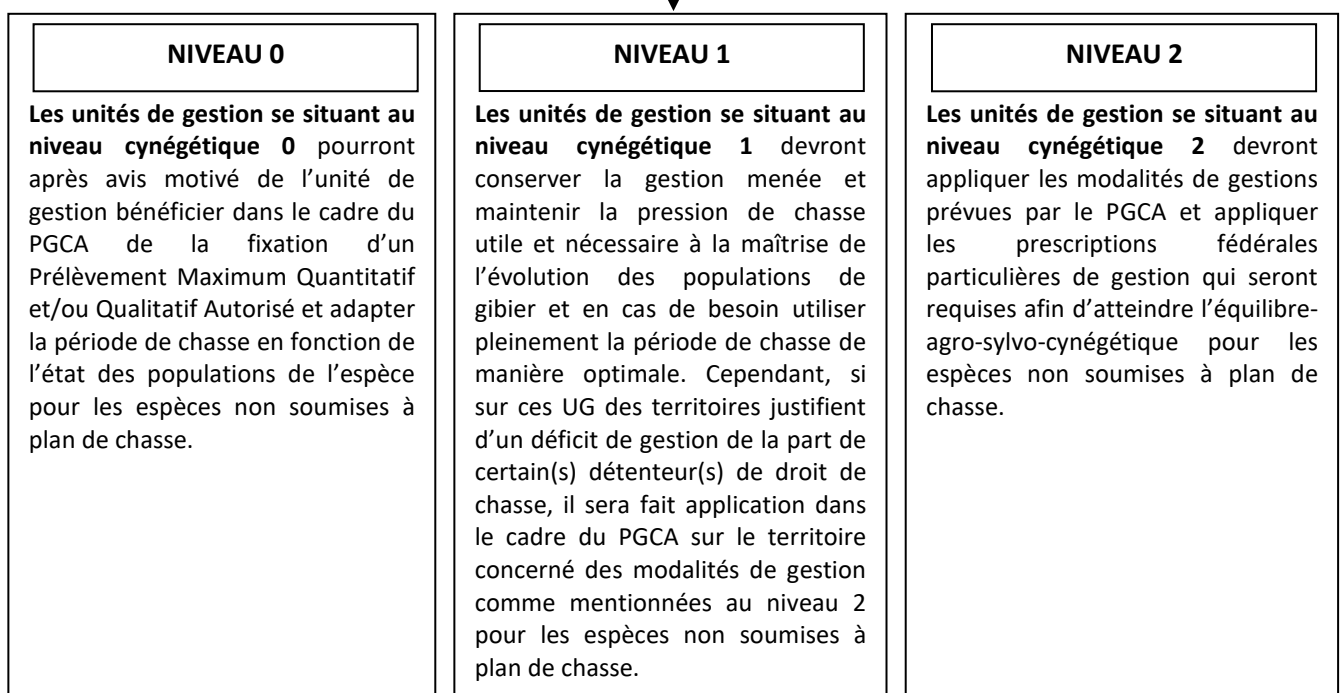 NIVEAU 0
Les unités de gestion se situant au
niveau cynégétique 0 pourront
après avis motivé de l’unité de
gestion bénéficier dans le cadre du
PGCA de la fixation d’un
Prélèvement Maximum Quantitatif
et/ou Qualitatif Autorisé et adapter
la période de chasse en fonction de
l’état des populations de l’espèce
pour les espèces non soumises à
plan de chasse.
NIVEAU 1
Les unités de gestion se situant au
niveau cynégétique 1 devront
conserver la gestion menée et
maintenir la pression de chasse
utile et nécessaire à la maîtrise de
l’évolution des populations de
gibier et en cas de besoin utiliser
pleinement la période de chasse de
manière optimale. Cependant, si
sur ces UG des territoires justifient
d’un déficit de gestion de la part de
certain(s) détenteur(s) de droit de
chasse, il sera fait application dans
le cadre du PGCA sur le territoire
concerné des modalités de gestion
comme mentionnées au niveau 2
pour les espèces non soumises à
plan de chasse.
NIVEAU 2
Les unités de gestion se situant au
niveau cynégétique 2 devront
appliquer les modalités de gestions
prévues par le PGCA et appliquer
les prescriptions fédérales
particulières de gestion qui seront
requises afin d’atteindre l’équilibre-
agro-sylvo-cynégétique pour les
espèces non soumises à plan de
chasse.